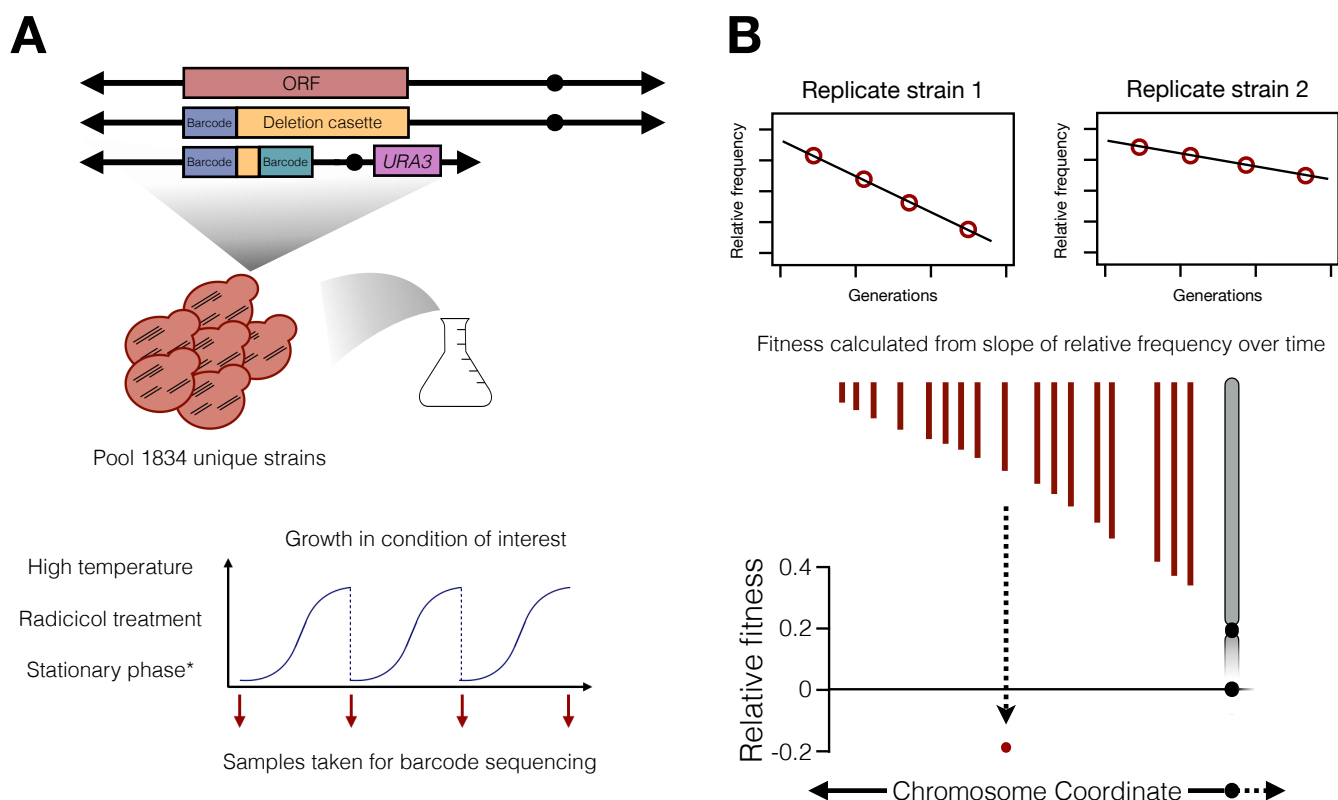 A
ORF
Barcode
Deletion casette
Barcode
Barcode
URA3
Pool 1834 unique strains
Growth in condition of interest
High temperature
Radicicol treatment
Stationary phase*
Samples taken for barcode sequencing
B
Replicate strain 1
Relative frequency
Generations
Replicate strain 2
Relative frequency
Generations
Fitness calculated from slope of relative frequency over time
Relative fitness
0.4
0.2
0
-0.2
Chromosome Coordinate